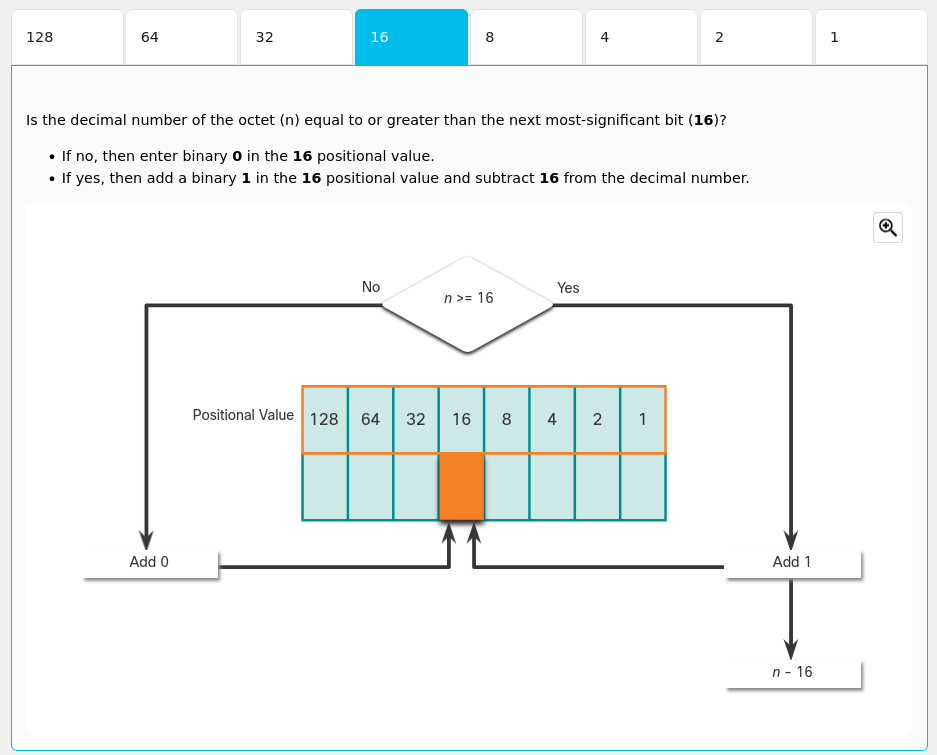 128 64 32 16 8 4 2 1
Is the decimal number of the octet (n) equal to or greater than the next most-significant bit (16)?
• If no, then enter binary 0 in the 16 positional value.
• If yes, then add a binary 1 in the 16 positional value and subtract 16 from the decimal number.
No
n >= 16
Yes
Positional Value 128 64 32 16 8 4 2 1
Add 0
Add 1
n – 16